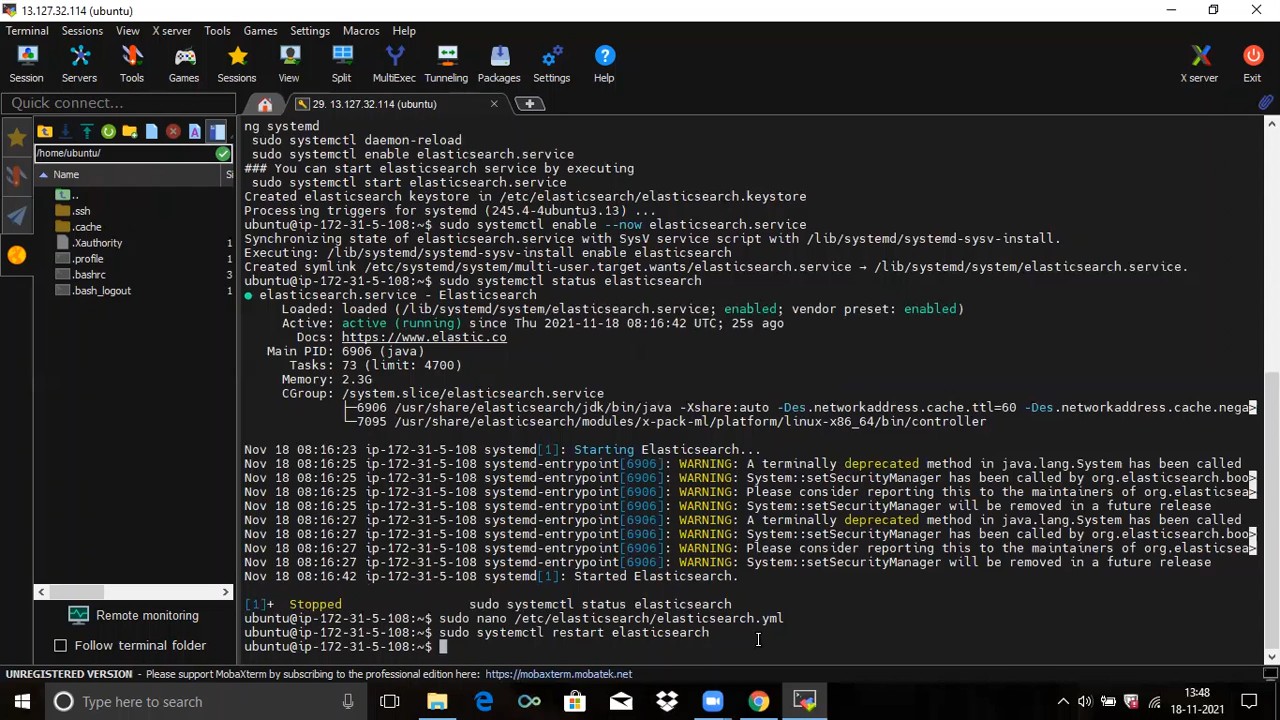 13.127.32.114 (ubuntu)
Terminal Sessions View X server Tools Games Settings Macros Help
Session Servers Tools Games Sessions View Split MultiExec Tunneling Packages Settings Help X server Exit
Quick connect...
29. 13.127.32.114 (ubuntu)
/home/ubuntu/
Name Si
..
.ssh
.cache
.Xauthority 1
.profile 1
.bashrc 3
.bash_logout 1
Remote monitoring
Follow terminal folder
ng systemd
sudo systemctl daemon-reload
sudo systemctl enable elasticsearch.service
### You can start elasticsearch service by executing
sudo systemctl start elasticsearch.service
Created elasticsearch keystore in /etc/elasticsearch/elasticsearch.keystore
Processing triggers for systemd (245.4-4ubuntu3.13) ...
ubuntu@ip-172-31-5-108:~$ sudo systemctl enable --now elasticsearch.service
Synchronizing state of elasticsearch.service with SysV service script with /lib/systemd/systemd-sysv-install.
Executing: /lib/systemd/systemd-sysv-install enable elasticsearch
Created symlink /etc/systemd/system/multi-user.target.wants/elasticsearch.service → /lib/systemd/system/elasticsearch.service.
ubuntu@ip-172-31-5-108:~$ sudo systemctl status elasticsearch
● elasticsearch.service - Elasticsearch
Loaded: loaded (/lib/systemd/system/elasticsearch.service; enabled; vendor preset: enabled)
Active: active (running) since Thu 2021-11-18 08:16:42 UTC; 25s ago
Docs: https://www.elastic.co
Main PID: 6906 (java)
Tasks: 73 (limit: 4700)
Memory: 2.3G
CGroup: /system.slice/elasticsearch.service
├─6906 /usr/share/elasticsearch/jdk/bin/java -Xshare:auto -Des.networkaddress.cache.ttl=60 -Des.networkaddress.cache.nega>
└─7095 /usr/share/elasticsearch/modules/x-pack-ml/platform/linux-x86_64/bin/controller
Nov 18 08:16:23 ip-172-31-5-108 systemd[1]: Starting Elasticsearch...
Nov 18 08:16:25 ip-172-31-5-108 systemd-entrypoint[6906]: WARNING: A terminally deprecated method in java.lang.System has been called
Nov 18 08:16:25 ip-172-31-5-108 systemd-entrypoint[6906]: WARNING: System::setSecurityManager has been called by org.elasticsearch.boo>
Nov 18 08:16:25 ip-172-31-5-108 systemd-entrypoint[6906]: WARNING: Please consider reporting this to the maintainers of org.elasticsea>
Nov 18 08:16:25 ip-172-31-5-108 systemd-entrypoint[6906]: WARNING: System::setSecurityManager will be removed in a future release
Nov 18 08:16:27 ip-172-31-5-108 systemd-entrypoint[6906]: WARNING: A terminally deprecated method in java.lang.System has been called
Nov 18 08:16:27 ip-172-31-5-108 systemd-entrypoint[6906]: WARNING: System::setSecurityManager has been called by org.elasticsearch.boo>
Nov 18 08:16:27 ip-172-31-5-108 systemd-entrypoint[6906]: WARNING: Please consider reporting this to the maintainers of org.elasticsea>
Nov 18 08:16:27 ip-172-31-5-108 systemd-entrypoint[6906]: WARNING: System::setSecurityManager will be removed in a future release
Nov 18 08:16:42 ip-172-31-5-108 systemd[1]: Started Elasticsearch.
[1]+ Stopped sudo systemctl status elasticsearch
ubuntu@ip-172-31-5-108:~$ sudo nano /etc/elasticsearch/elasticsearch.yml
ubuntu@ip-172-31-5-108:~$ sudo systemctl restart elasticsearch
ubuntu@ip-172-31-5-108:~$
UNREGISTERED VERSION - Please support MobaXterm by subscribing to the professional edition here: https://mobaxterm.mobatek.net
Type here to search
13:48
18-11-2021